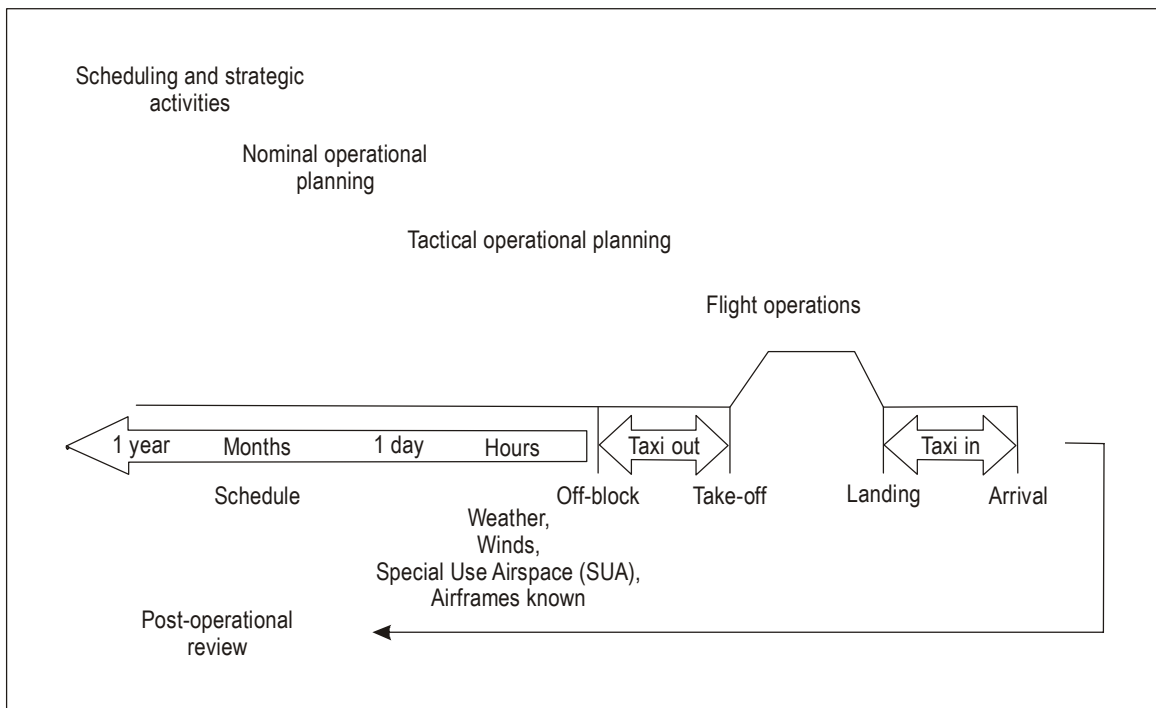 Scheduling and strategic
activities
Nominal operational
planning
Tactical operational planning
Flight operations
1 year
Months
1 day
Hours
Taxi out
Taxi in
Schedule
Off-block
Take-off
Landing
Arrival
Weather,
Winds,
Special Use Airspace (SUA),
Airframes known
Post-operational
review